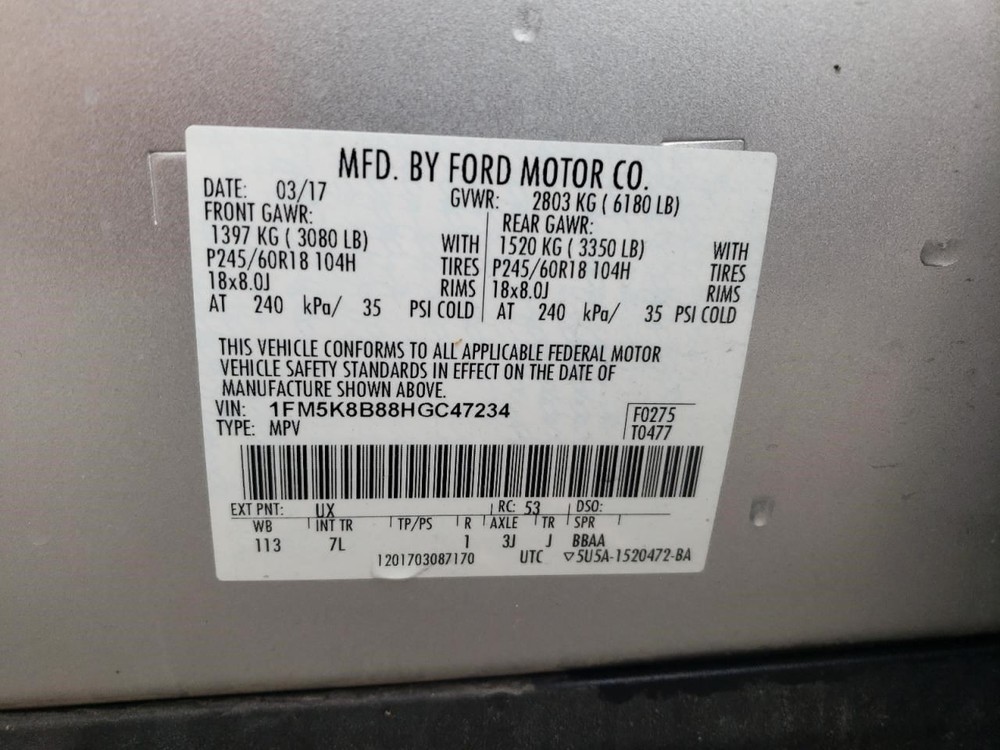 MFD. BY FORD MOTOR CO.
DATE: 03/17 GVWR: 2803 KG ( 6180 LB)
FRONT GAWR: REAR GAWR:
1397 KG ( 3080 LB) WITH 1520 KG ( 3350 LB) WITH
P245/60R18 104H TIRES P245/60R18 104H TIRES
18x8.0J RIMS 18x8.0J RIMS
AT 240 kPa/ 35 PSI COLD AT 240 kPa/ 35 PSI COLD
THIS VEHICLE CONFORMS TO ALL APPLICABLE FEDERAL MOTOR
VEHICLE SAFETY STANDARDS IN EFFECT ON THE DATE OF
MANUFACTURE SHOWN ABOVE.
VIN: 1FM5K8B88HGC47234 F0275
TYPE: MPV T0477
EXT PNT: UX RC: 53 DSO:
WB INT TR TP/PS R AXLE TR SPR
113 7L 1 3J J BBAA
1201703087170 UTC ▽5U5A-1520472-BA